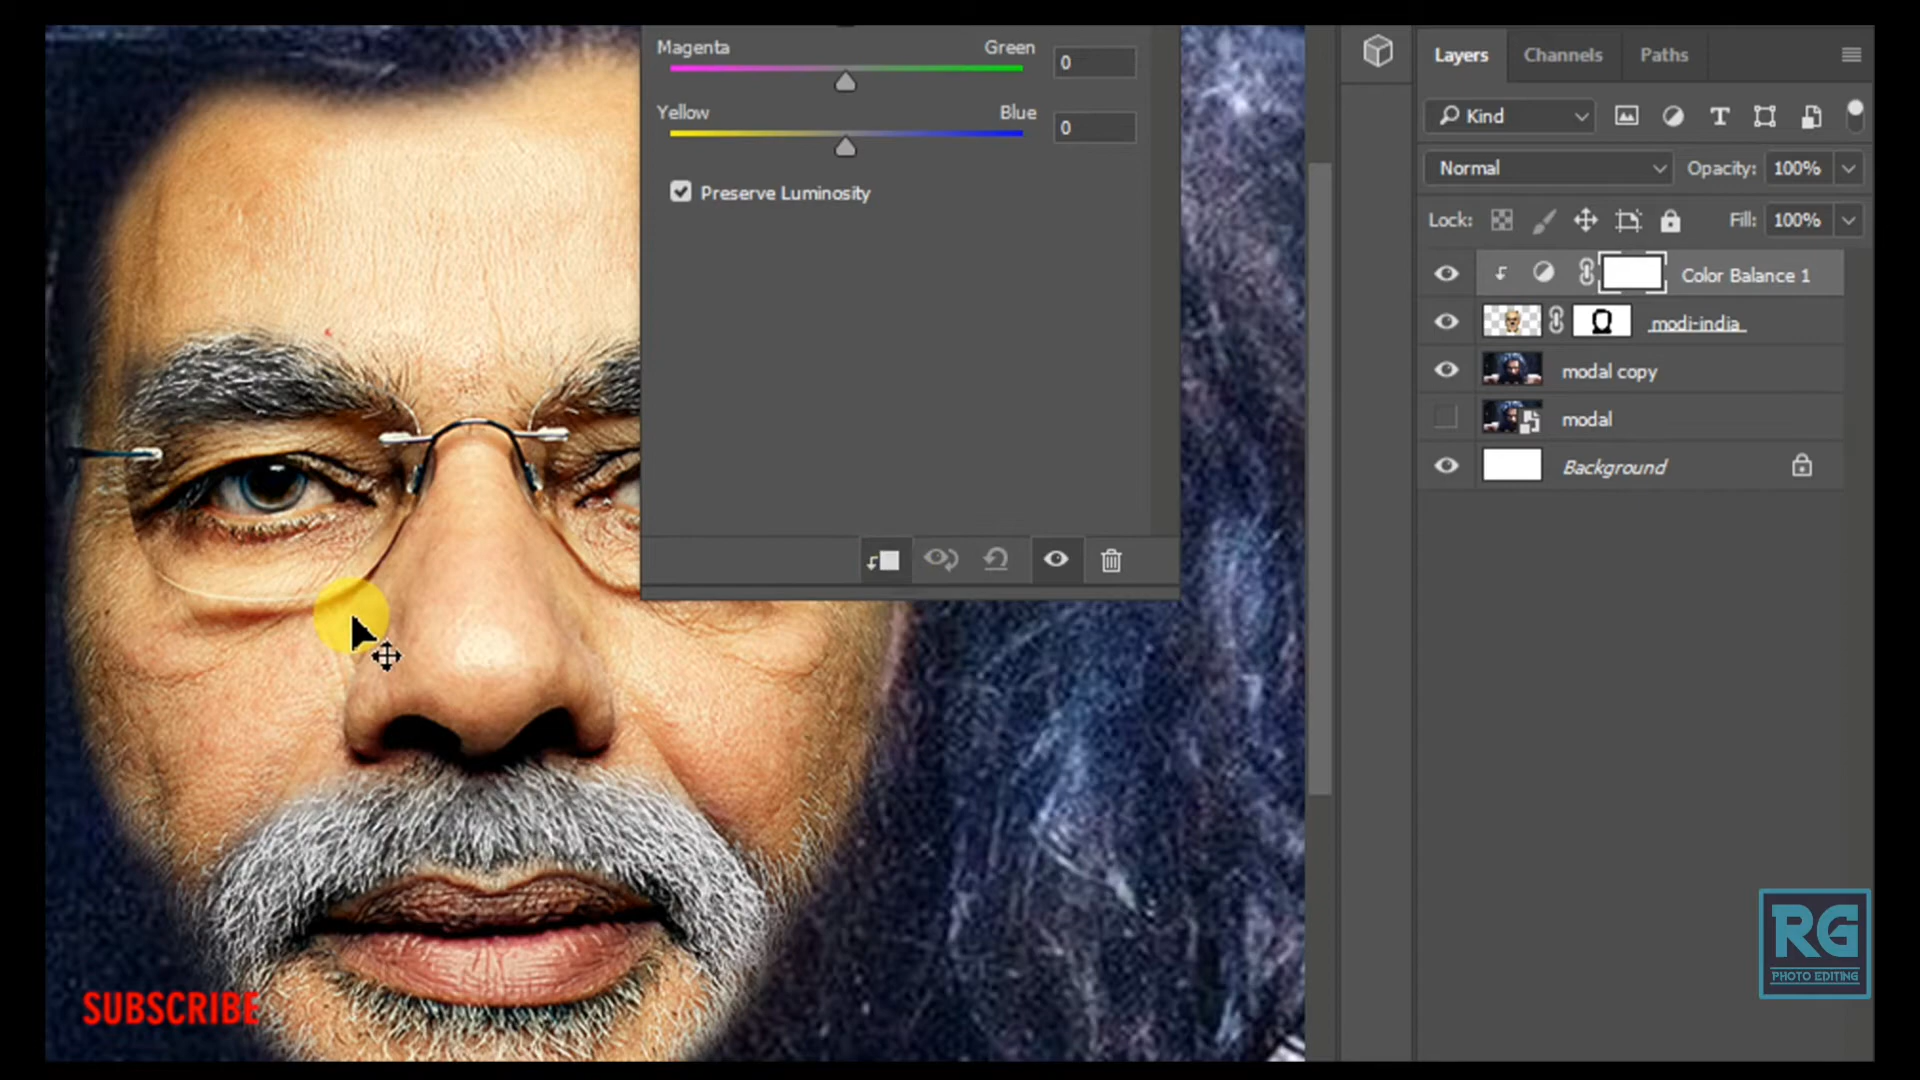 Magenta Green 0
Yellow Blue 0
Preserve Luminosity
Layers Channels Paths
Kind
Normal Opacity: 100%
Lock: Fill: 100%
Color Balance 1
modi-india
modal copy
modal
Background
SUBSCRIBE
RG
PHOTO EDITING